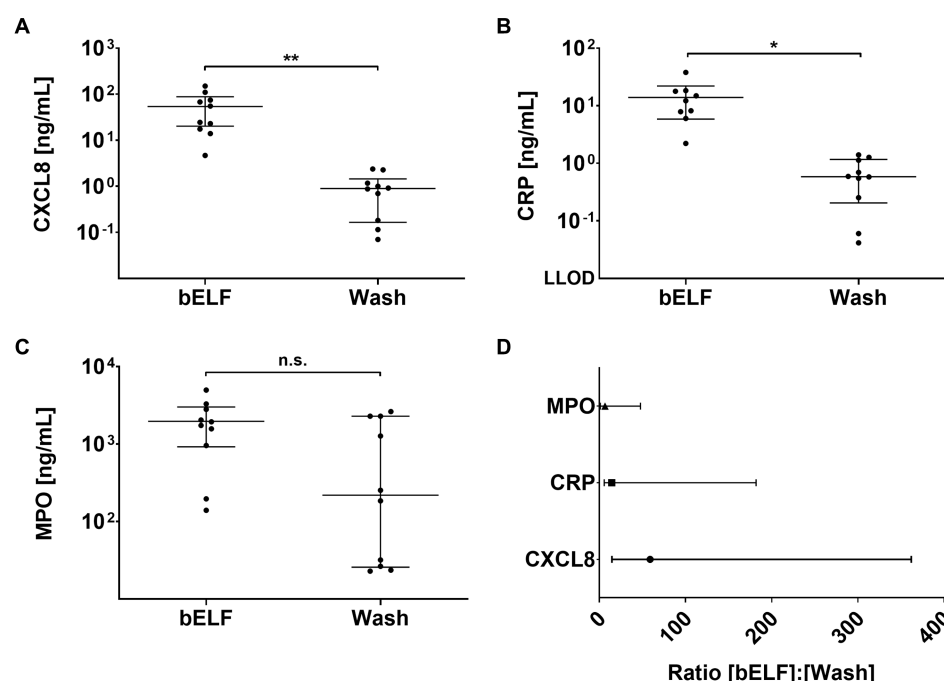 A
CXCL8 [ng/mL]
10³
10²
10¹
10⁰
10⁻¹
**
bELF
Wash
B
CRP [ng/mL]
10²
10¹
10⁰
10⁻¹
LLOD
*
bELF
Wash
C
MPO [ng/mL]
10⁴
10³
10²
n.s.
bELF
Wash
D
MPO
CRP
CXCL8
0
100
200
300
400
Ratio [bELF]:[Wash]